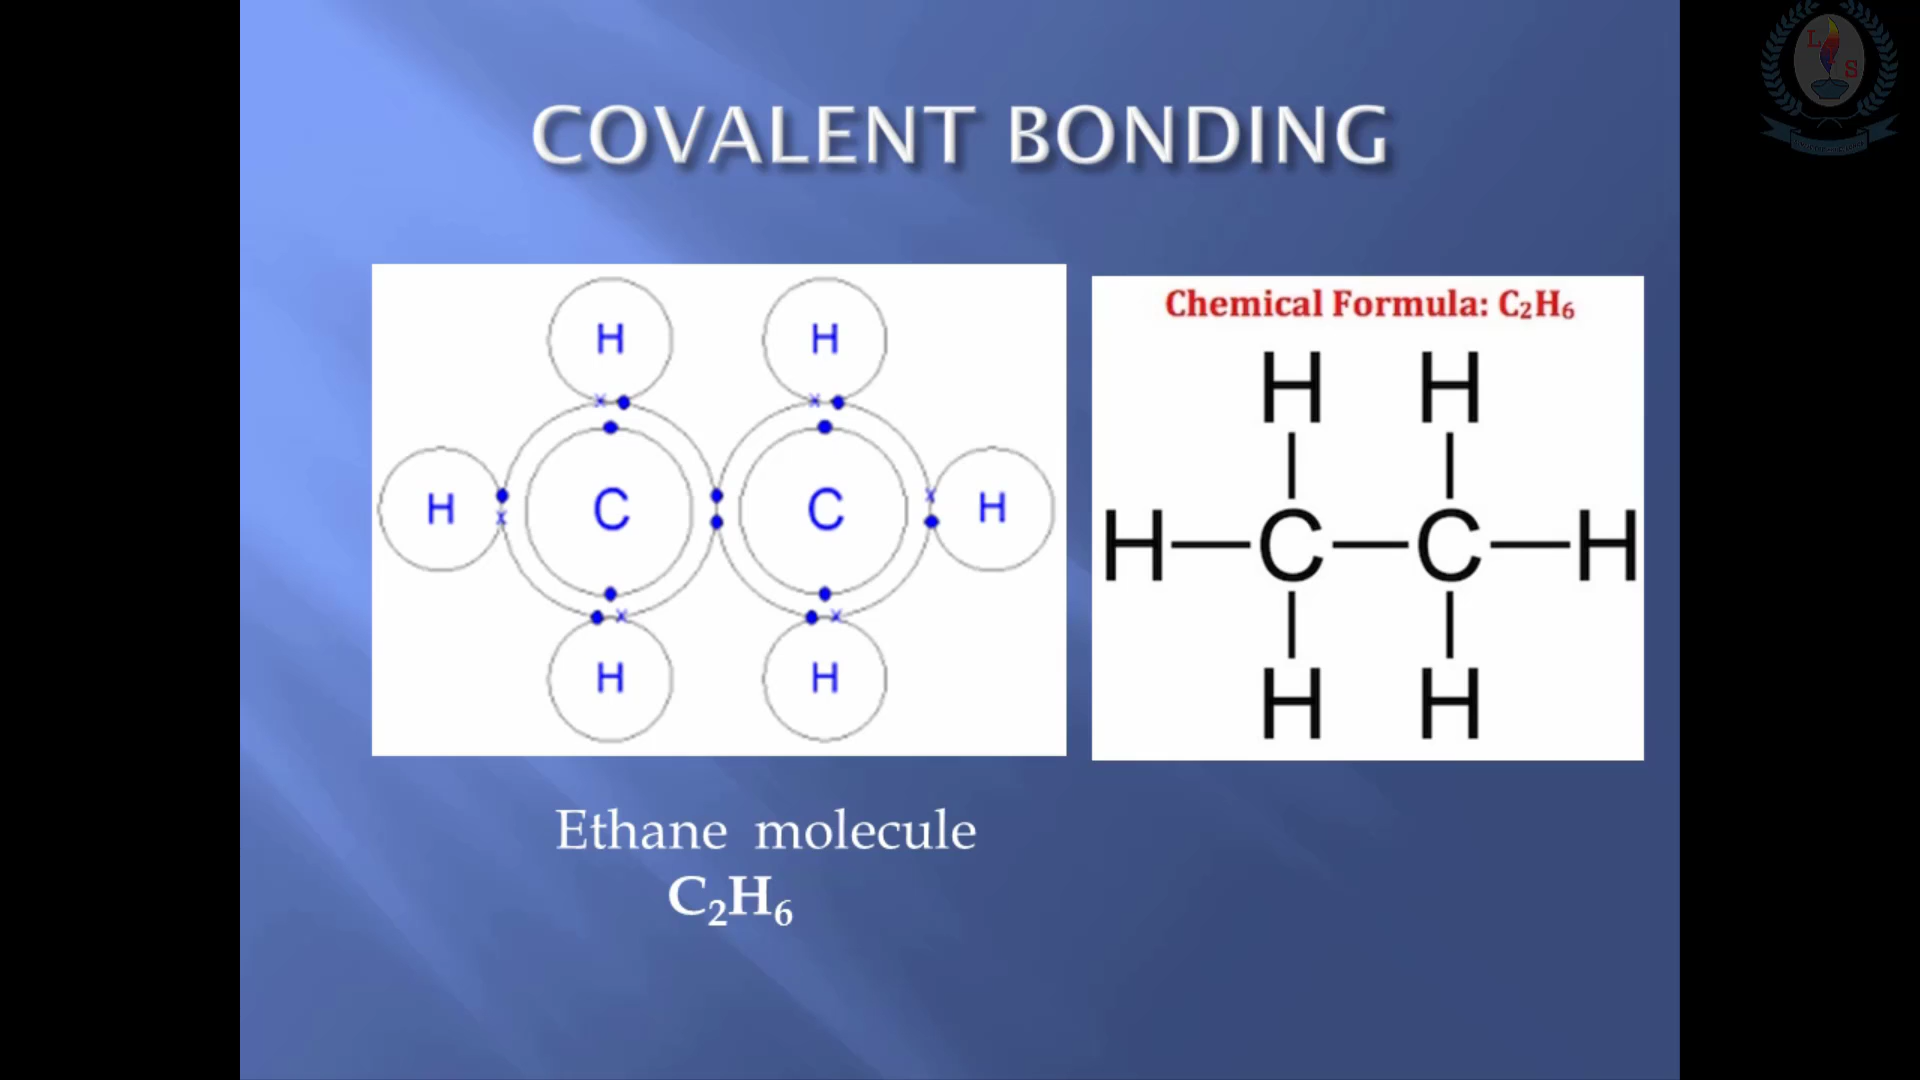 COVALENT BONDING
H H
H C C H
H H
Chemical Formula: C₂H₆
H H
H—C—C—H
H H
Ethane molecule
C₂H₆
L
S